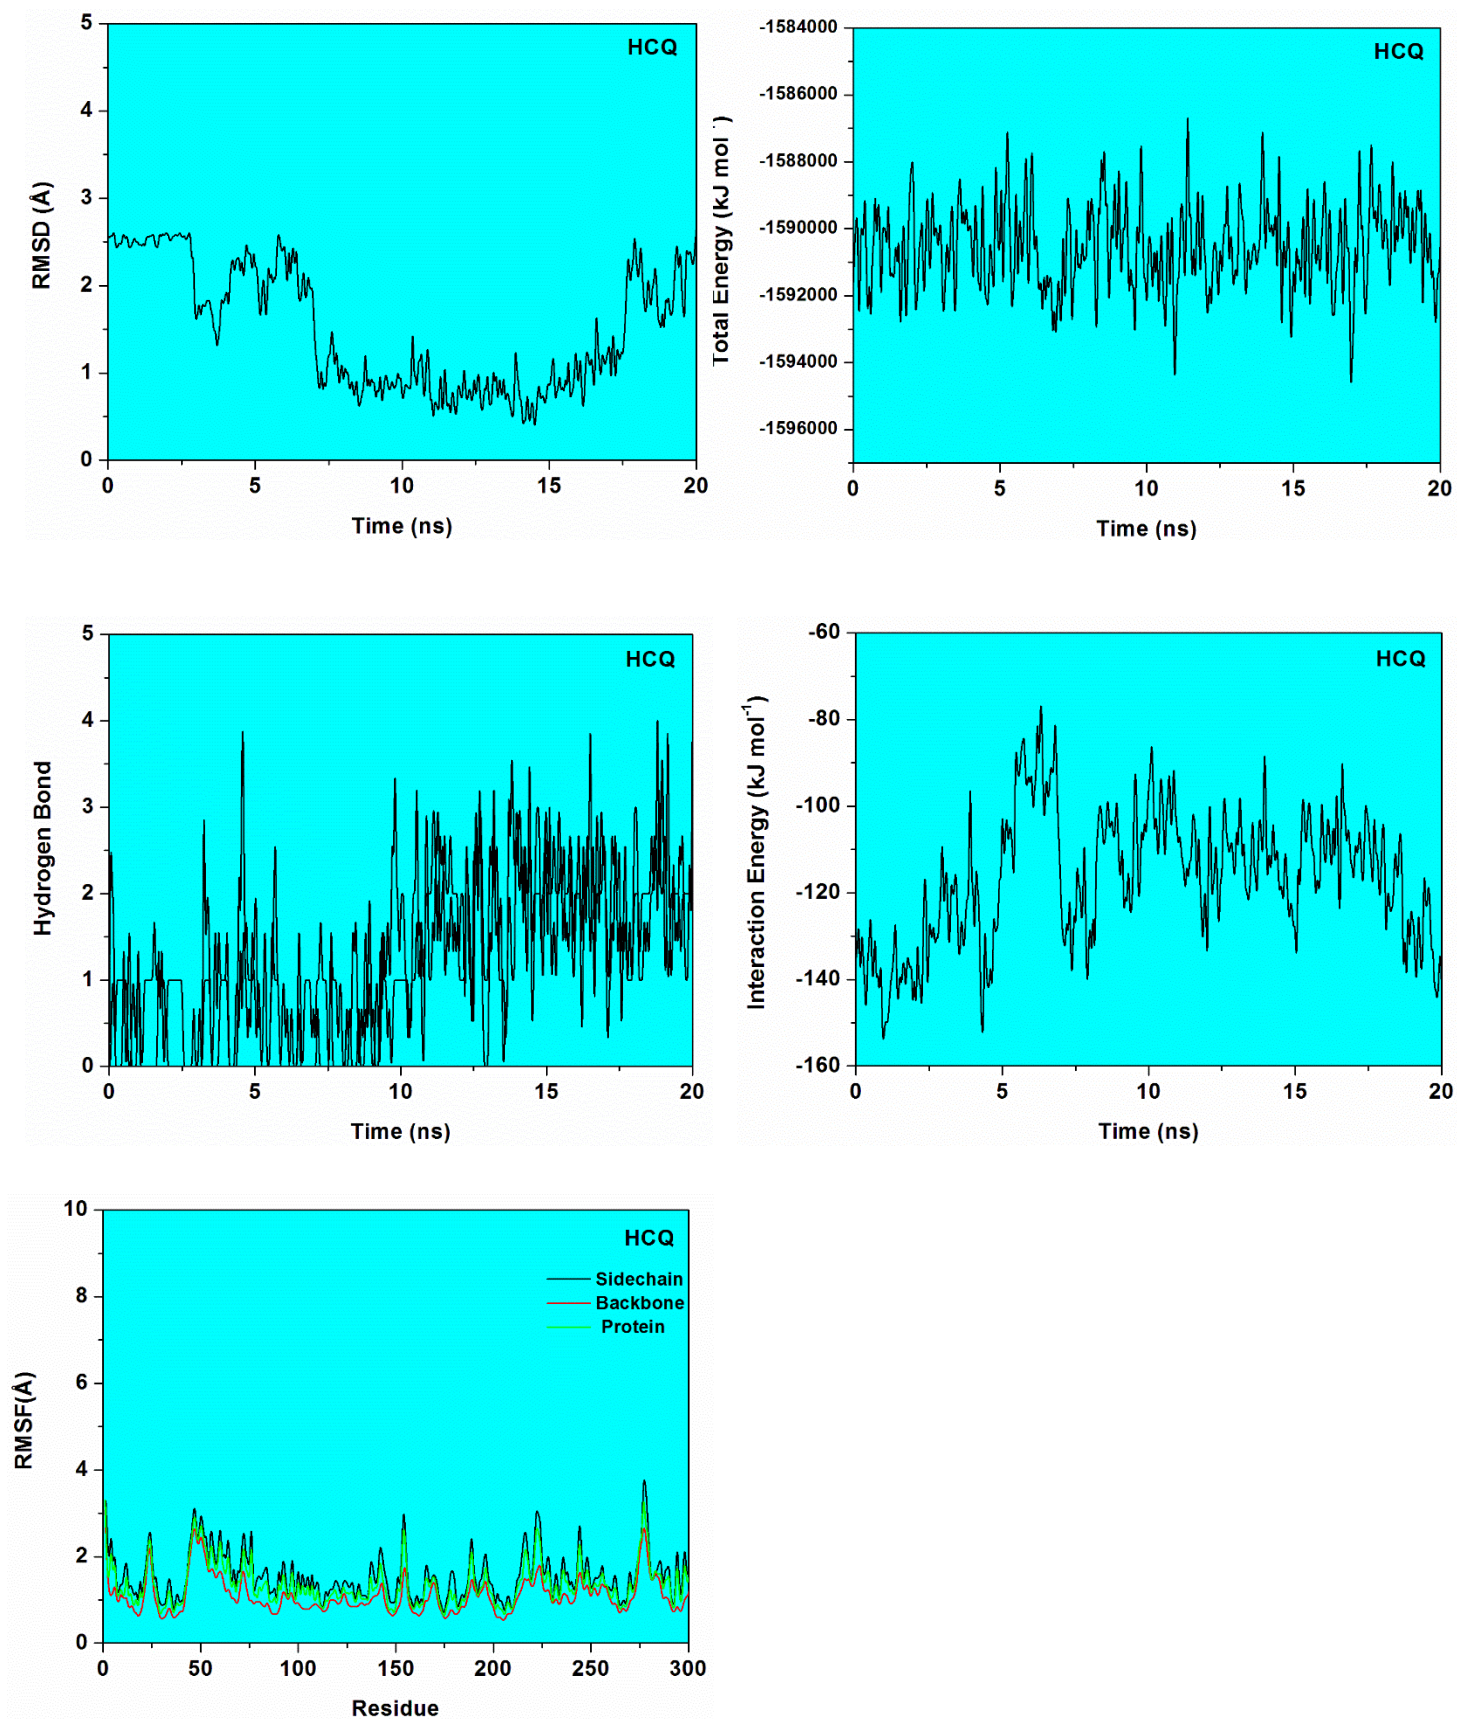 5
4
3
2
1
0
RMSD (Å)
HCQ
0 5 10 15 20
Time (ns)
-1584000
-1586000
-1588000
-1590000
-1592000
-1594000
-1596000
Total Energy (kJ mol
HCQ
0 5 10 15 20
Time (ns)
5
4
3
2
1
0
Hydrogen Bond
HCQ
0 5 10 15 20
Time (ns)
-60
-80
-100
-120
-140
-160
Interaction Energy (kJ mol⁻¹)
HCQ
0 5 10 15 20
Time (ns)
10
8
6
4
2
0
RMSF(Å)
HCQ
Sidechain
Backbone
Protein
0 50 100 150 200 250 300
Residue